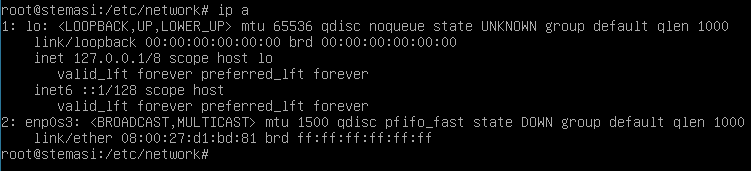 root@stemasi:/etc/network# ip a
1: lo: <LOOPBACK,UP,LOWER_UP> mtu 65536 qdisc noqueue state UNKNOWN group default qlen 1000
    link/loopback 00:00:00:00:00:00 brd 00:00:00:00:00:00
    inet 127.0.0.1/8 scope host lo
       valid_lft forever preferred_lft forever
    inet6 ::1/128 scope host
       valid_lft forever preferred_lft forever
2: enp0s3: <BROADCAST,MULTICAST> mtu 1500 qdisc pfifo_fast state DOWN group default qlen 1000
    link/ether 08:00:27:d1:bd:81 brd ff:ff:ff:ff:ff:ff
root@stemasi:/etc/network#